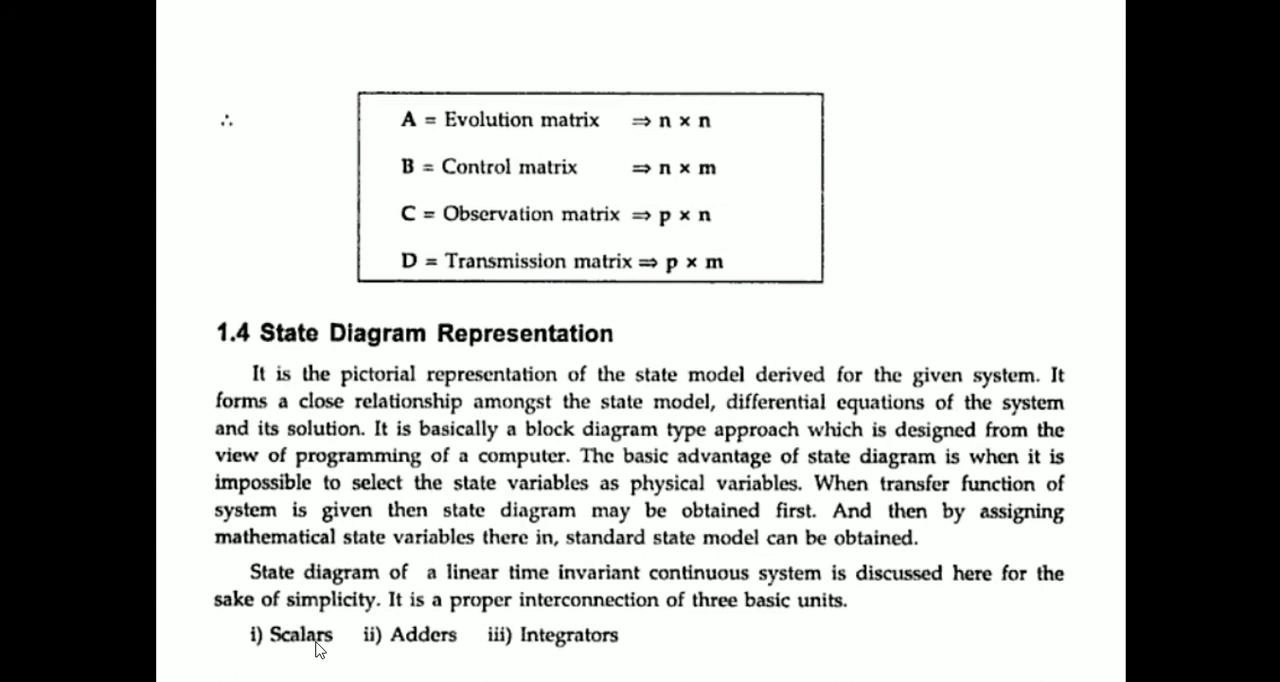 ∴ A = Evolution matrix ⇒ n × n
B = Control matrix ⇒ n × m
C = Observation matrix ⇒ p × n
D = Transmission matrix ⇒ p × m
1.4 State Diagram Representation
It is the pictorial representation of the state model derived for the given system. It
forms a close relationship amongst the state model, differential equations of the system
and its solution. It is basically a block diagram type approach which is designed from the
view of programming of a computer. The basic advantage of state diagram is when it is
impossible to select the state variables as physical variables. When transfer function of
system is given then state diagram may be obtained first. And then by assigning
mathematical state variables there in, standard state model can be obtained.
State diagram of a linear time invariant continuous system is discussed here for the
sake of simplicity. It is a proper interconnection of three basic units.
i) Scalars ii) Adders iii) Integrators